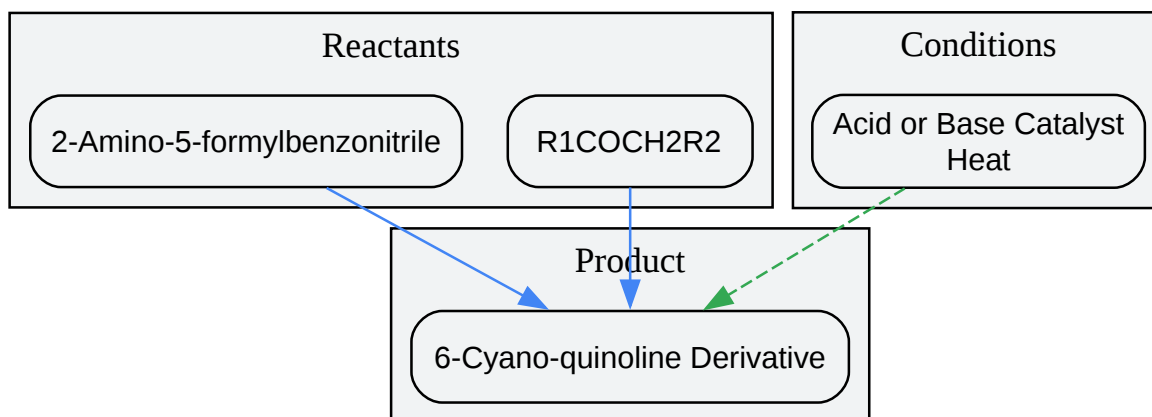 Reactants
Conditions
2-Amino-5-formylbenzonitrile
R1COCH2R2
Acid or Base Catalyst
Heat
Product
6-Cyano-quinoline Derivative